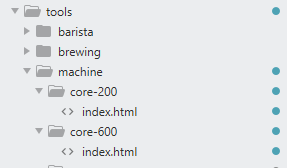 tools
barista
brewing
machine
core-200
index.html
core-600
index.html